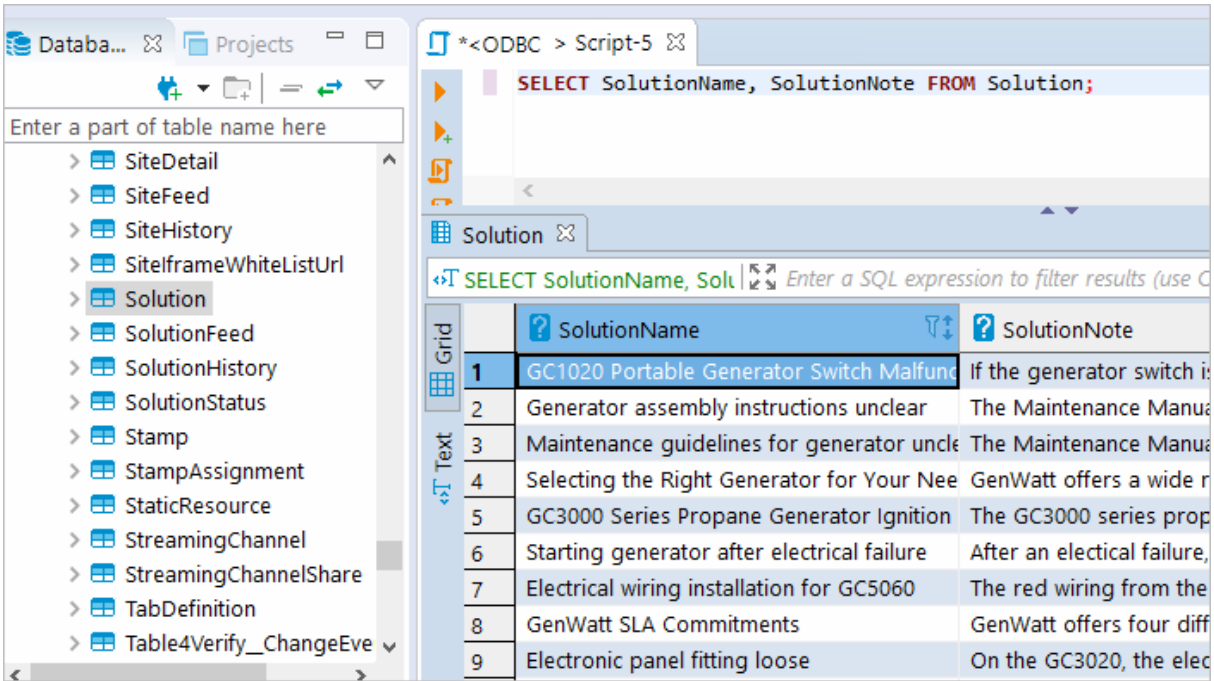 Databa...
Projects
Enter a part of table name here
SiteDetail
SiteFeed
SiteHistory
SiteIframeWhiteListUrl
Solution
SolutionFeed
SolutionHistory
SolutionStatus
Stamp
StampAssignment
StaticResource
StreamingChannel
StreamingChannelShare
TabDefinition
Table4Verify__ChangeEve
*<ODBC > Script-5
SELECT SolutionName, SolutionNote FROM Solution;
Solution
SELECT SolutionName, Solu Enter a SQL expression to filter results (use C
Grid
Text
SolutionName SolutionNote
1 GC1020 Portable Generator Switch Malfunc If the generator switch is
2 Generator assembly instructions unclear The Maintenance Manua
3 Maintenance guidelines for generator uncle The Maintenance Manua
4 Selecting the Right Generator for Your Nee GenWatt offers a wide r
5 GC3000 Series Propane Generator Ignition The GC3000 series prop
6 Starting generator after electrical failure After an electical failure,
7 Electrical wiring installation for GC5060 The red wiring from the
8 GenWatt SLA Commitments GenWatt offers four diff
9 Electronic panel fitting loose On the GC3020, the elec